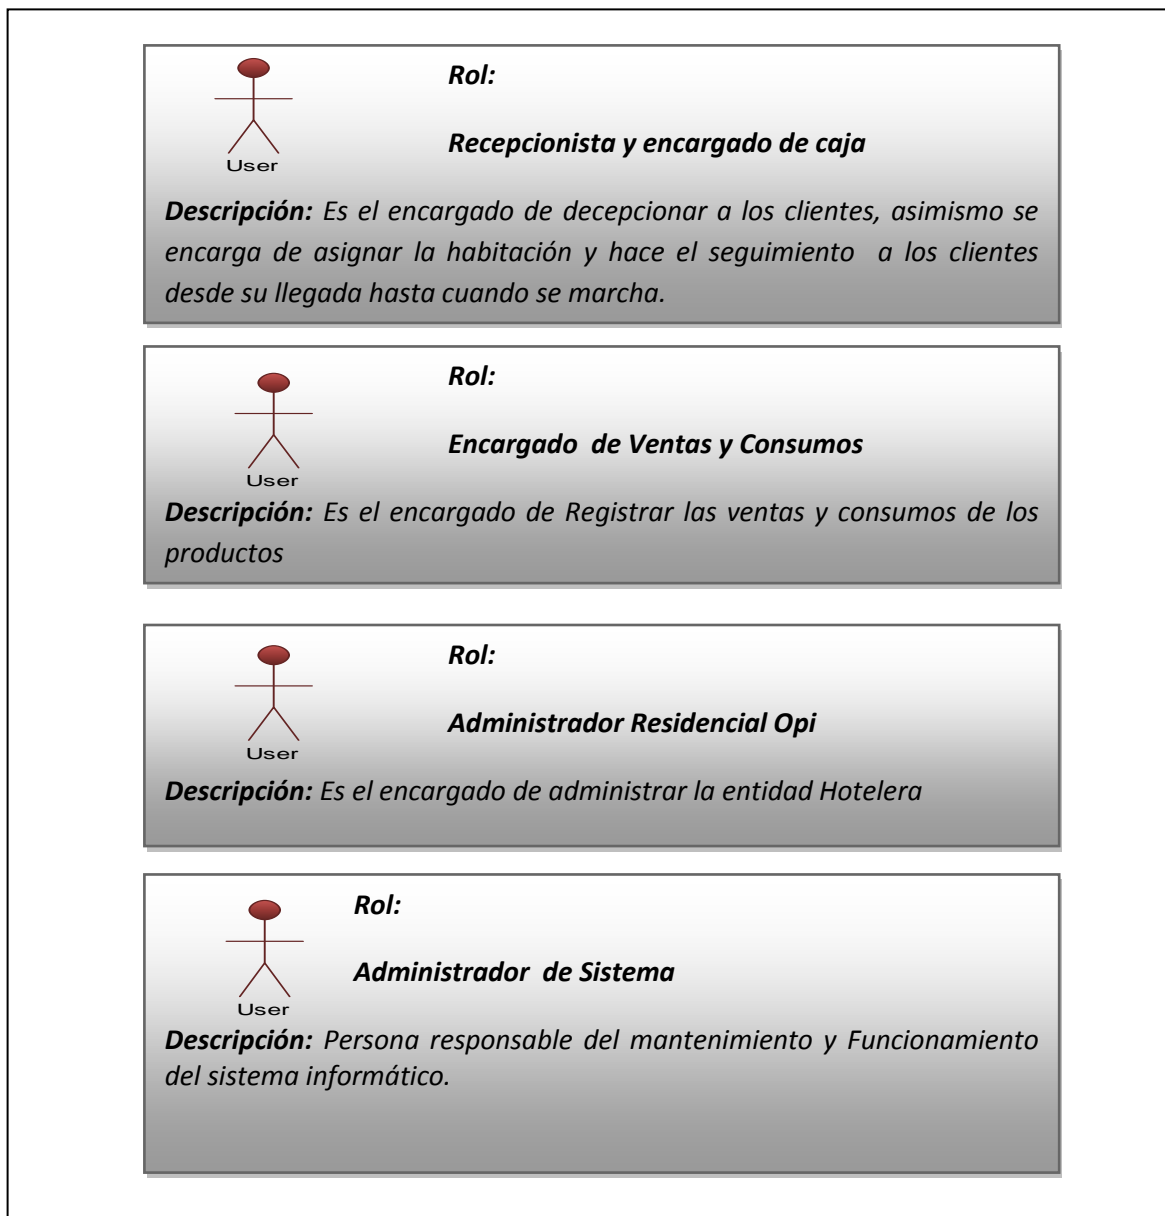 Rol:
Recepcionista y encargado de caja
User
Descripción: Es el encargado de decepcionar a los clientes, asimismo se
encarga de asignar la habitación y hace el seguimiento a los clientes
desde su llegada hasta cuando se marcha.
Rol:
Encargado de Ventas y Consumos
User
Descripción: Es el encargado de Registrar las ventas y consumos de los
productos
Rol:
Administrador Residencial Opi
User
Descripción: Es el encargado de administrar la entidad Hotelera
Rol:
Administrador de Sistema
User
Descripción: Persona responsable del mantenimiento y Funcionamiento
del sistema informático.